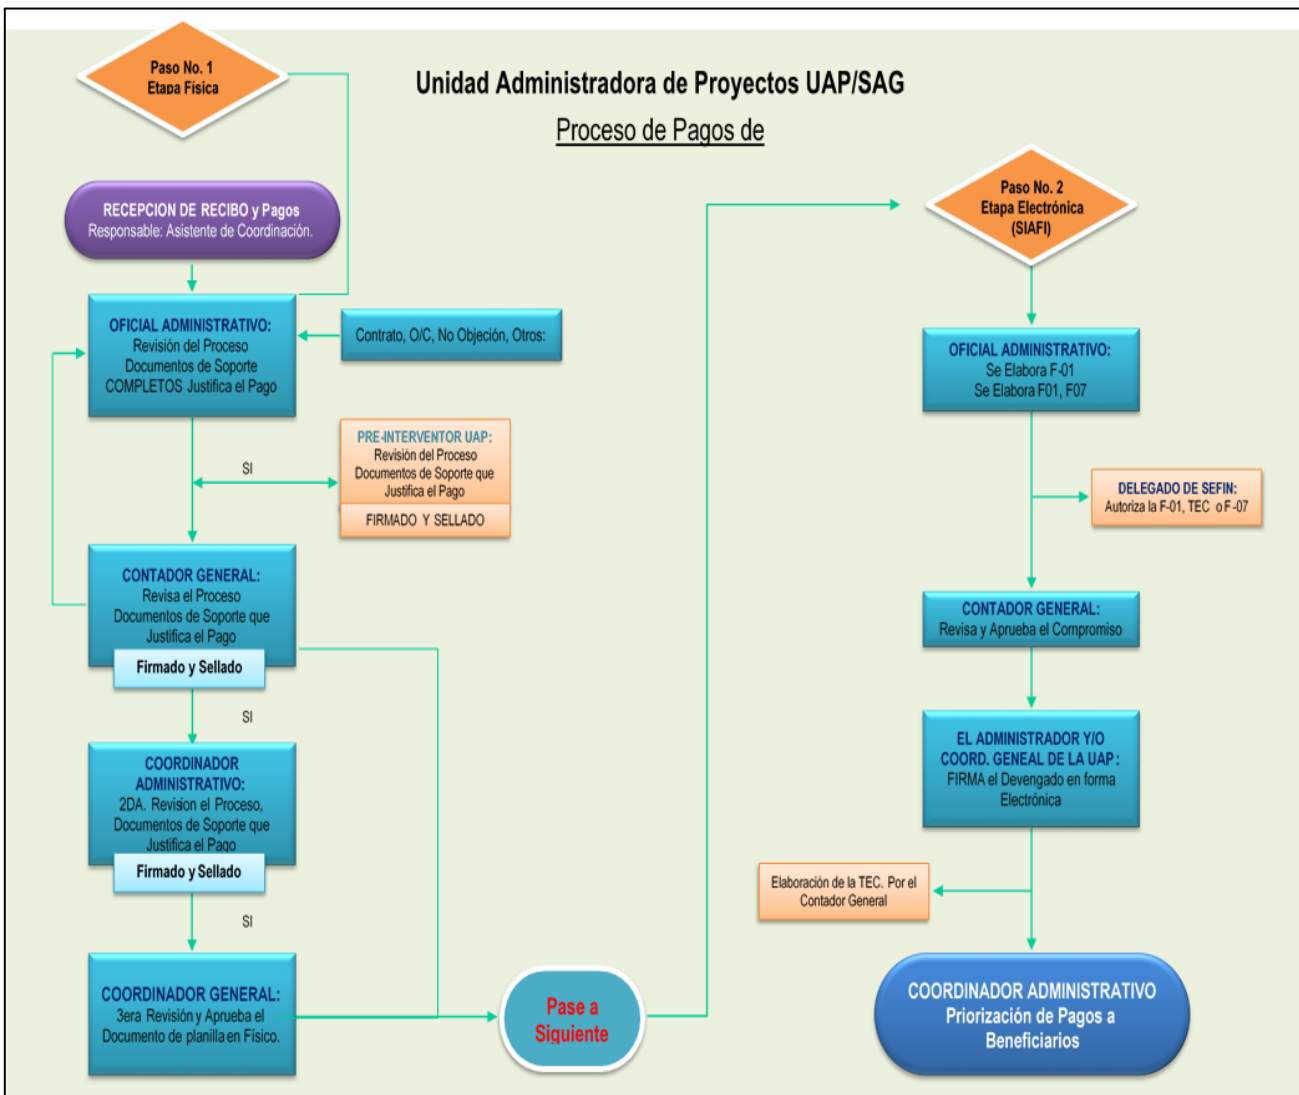 Unidad Administradora de Proyectos UAP/SAG
Proceso de Pagos de
Paso No. 1
Etapa Física
RECEPCION DE RECIBO y Pagos
Responsable: Asistente de Coordinación.
OFICIAL ADMINISTRATIVO:
Revisión del Proceso
Documentos de Soporte
COMPLETOS Justifica el Pago
Contrato, O/C, No Objeción, Otros:
SI
PRE-INTERVENTOR UAP:
Revisión del Proceso
Documentos de Soporte que
Justifica el Pago
FIRMADO Y SELLADO
CONTADOR GENERAL:
Revisa el Proceso
Documentos de Soporte que
Justifica el Pago
Firmado y Sellado
SI
COORDINADOR
ADMINISTRATIVO:
2DA. Revision el Proceso,
Documentos de Soporte que
Justifica el Pago
Firmado y Sellado
SI
COORDINADOR GENERAL:
3era Revisión y Aprueba el
Documento de planilla en Físico.
Pase a
Siguiente
Paso No. 2
Etapa Electrónica
(SIAFI)
OFICIAL ADMINISTRATIVO:
Se Elabora F-01
Se Elabora F01, F07
DELEGADO DE SEFIN:
Autoriza la F-01, TEC o F-07
CONTADOR GENERAL:
Revisa y Aprueba el Compromiso
EL ADMINISTRADOR Y/O
COORD. GENEAL DE LA UAP :
FIRMA el Devengado en forma
Electrónica
Elaboración de la TEC. Por el
Contador General
COORDINADOR ADMINISTRATIVO
Priorización de Pagos a
Beneficiarios